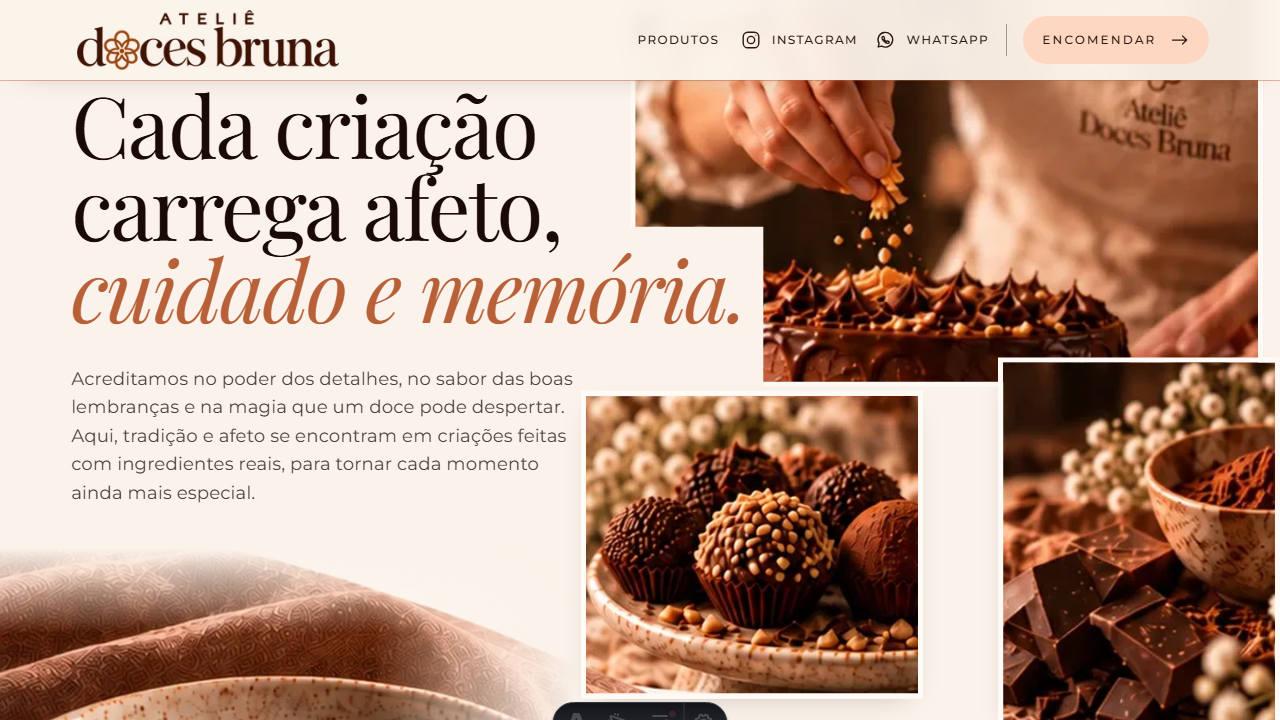 ATELIÊ
doces bruna
PRODUTOS
INSTAGRAM
WHATSAPP
ENCOMENDAR
Ateliê
Doces Bruna
Cada criação
carrega afeto,
cuidado e memória.
Acreditamos no poder dos detalhes, no sabor das boas
lembranças e na magia que um doce pode despertar.
Aqui, tradição e afeto se encontram em criações feitas
com ingredientes reais, para tornar cada momento
ainda mais especial.